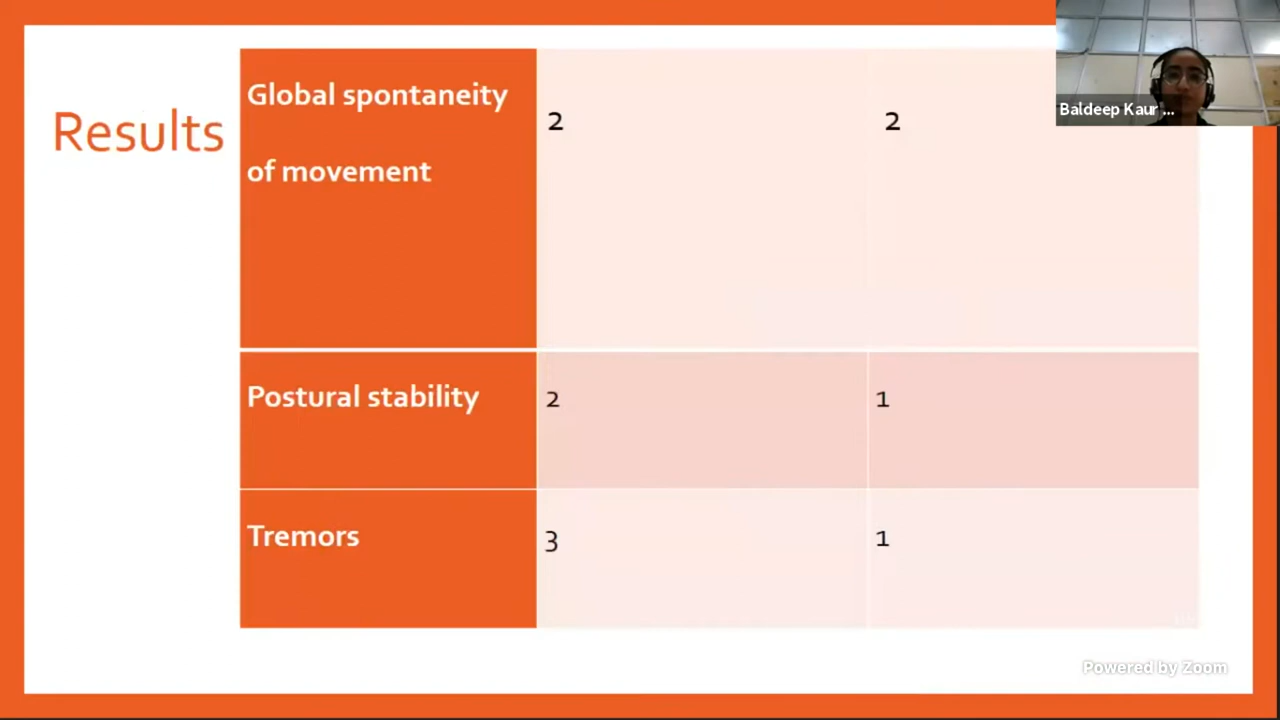 Results
Global spontaneity
of movement
2
2
Postural stability
2
1
Tremors
3
1
Baldeep Kaur ...
Powered by Zoom